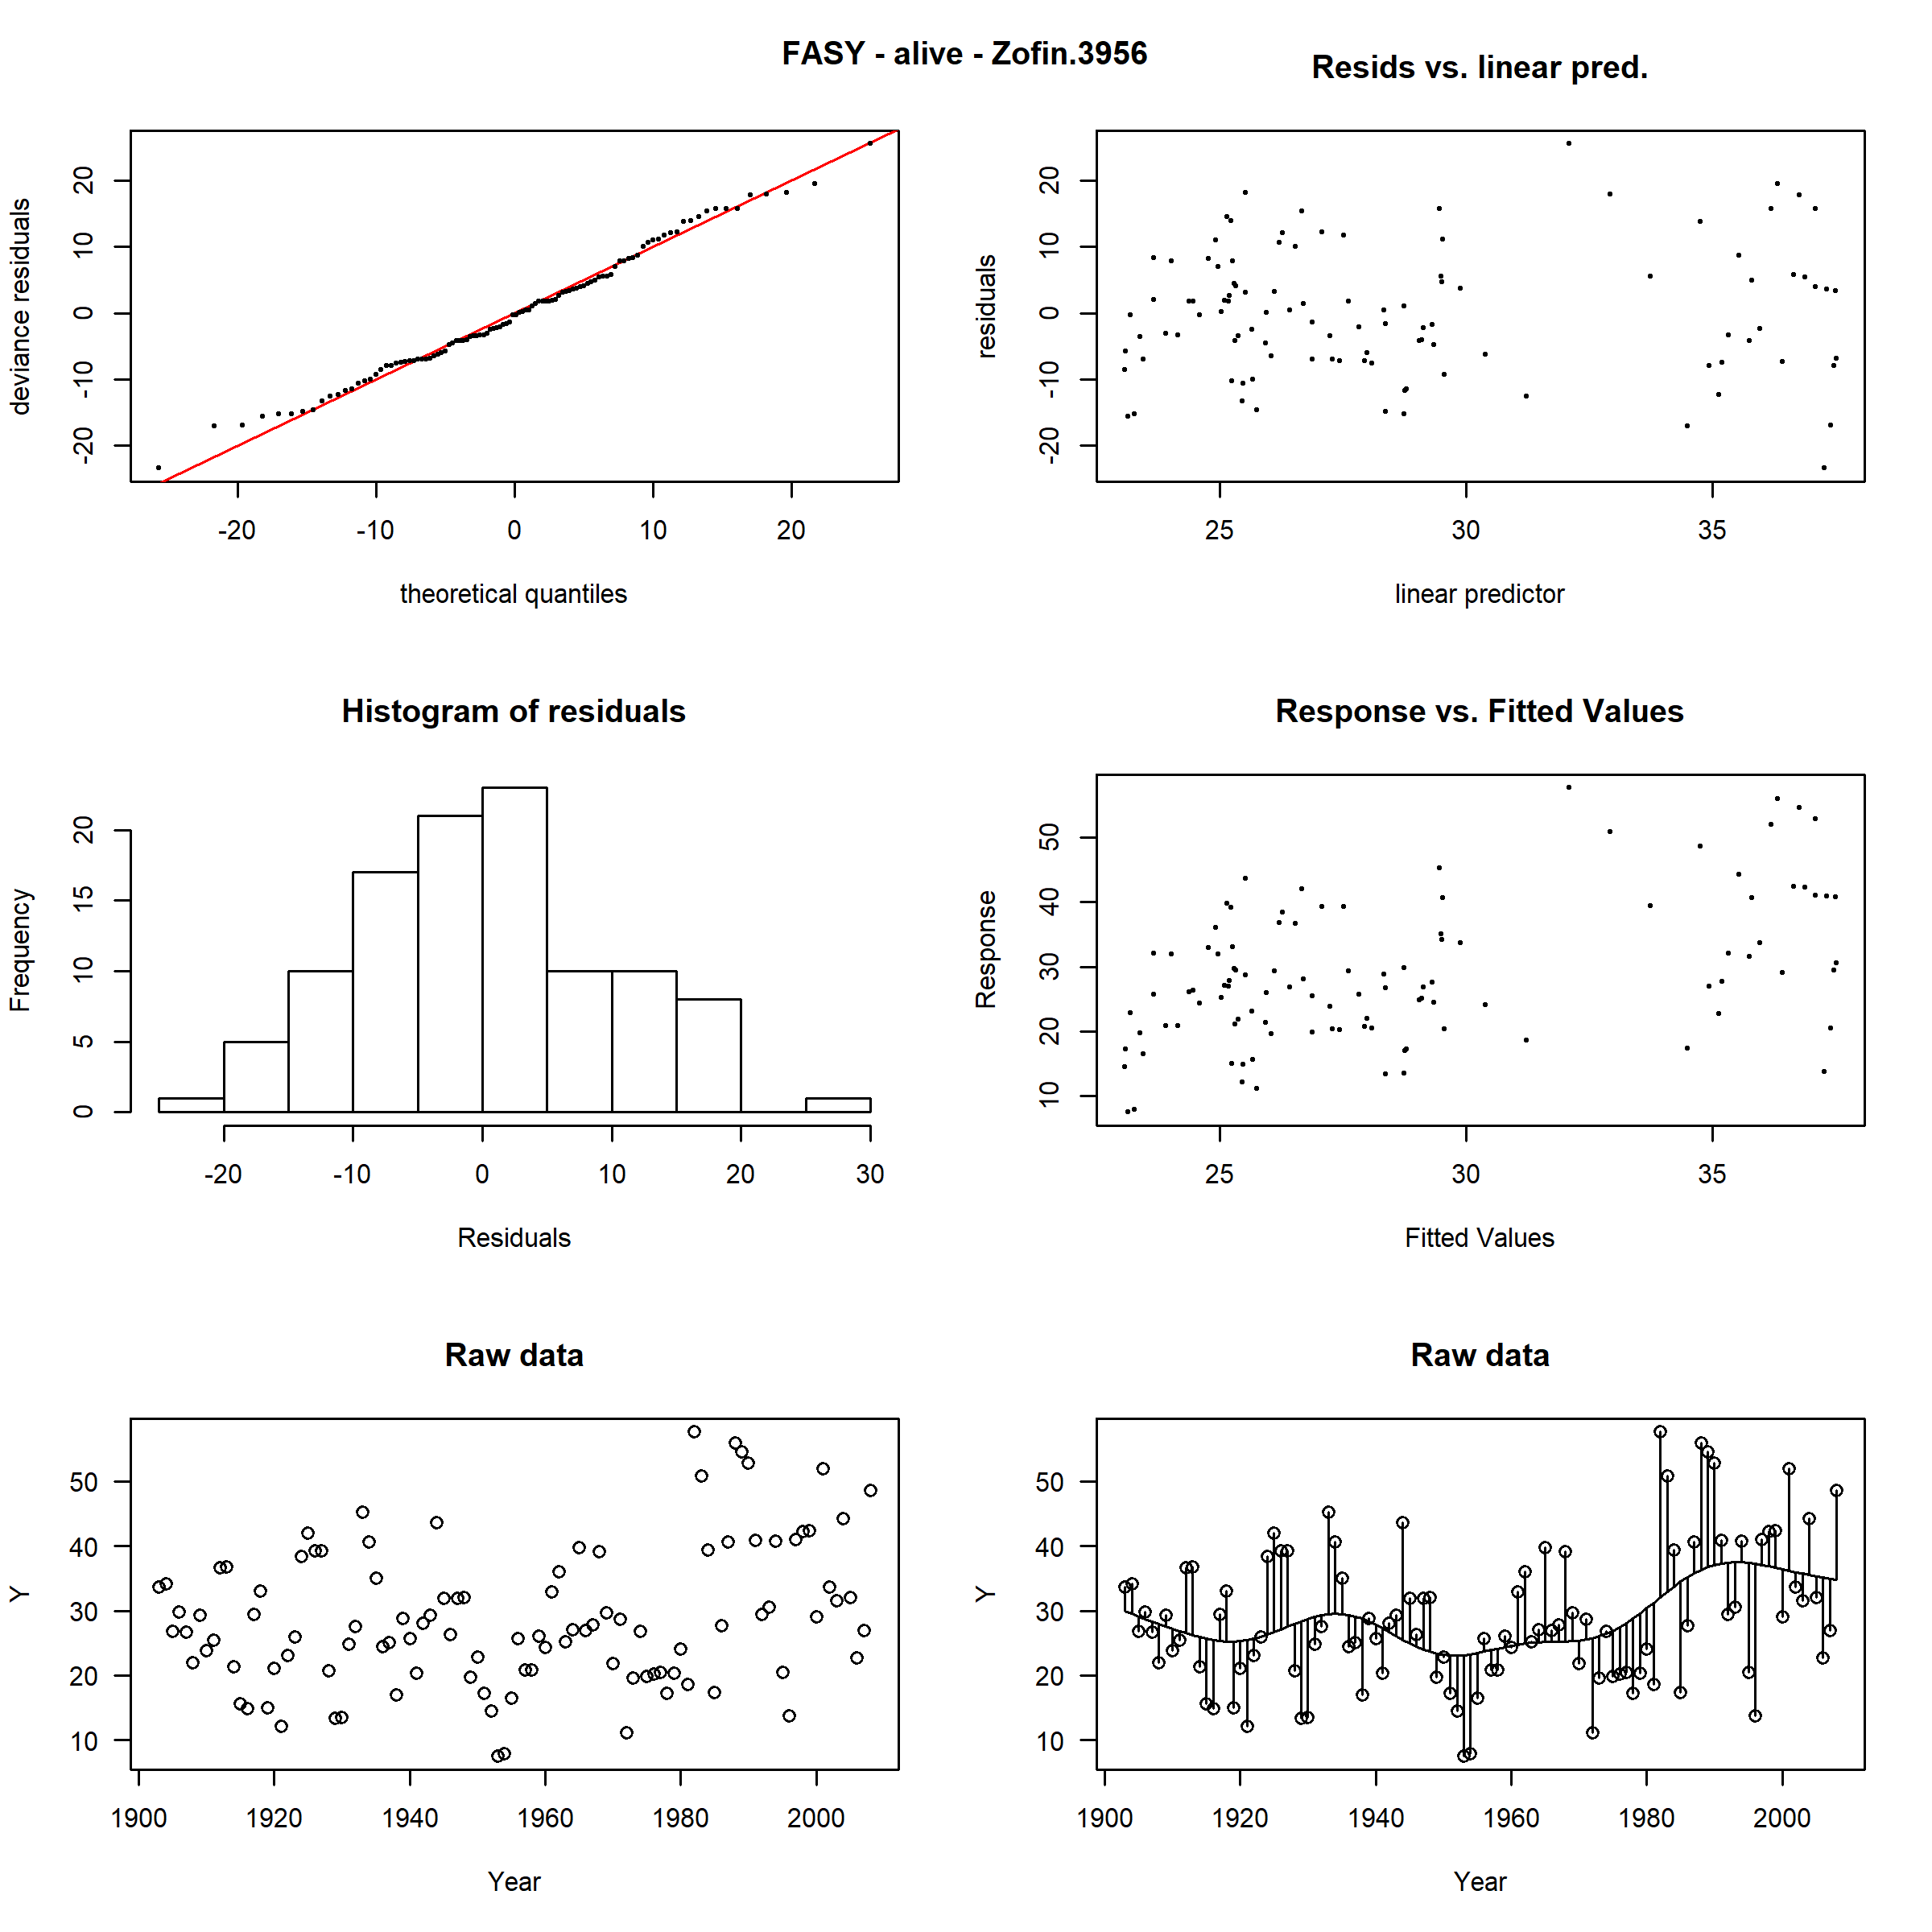 FASY - alive - Zofin.3956
deviance residuals
-20 -10 0 10 20
-20 -10 0 10 20
theoretical quantiles
Resids vs. linear pred.
residuals
-20 -10 0 10 20
25 30 35
linear predictor
Histogram of residuals
Frequency
0 5 10 15 20
-20 -10 0 10 20 30
Residuals
Response vs. Fitted Values
Response
10 20 30 40 50
25 30 35
Fitted Values
Raw data
Y
50
40
30
20
10
1900 1920 1940 1960 1980 2000
Year
Raw data
Y
50
40
30
20
10
1900 1920 1940 1960 1980 2000
Year